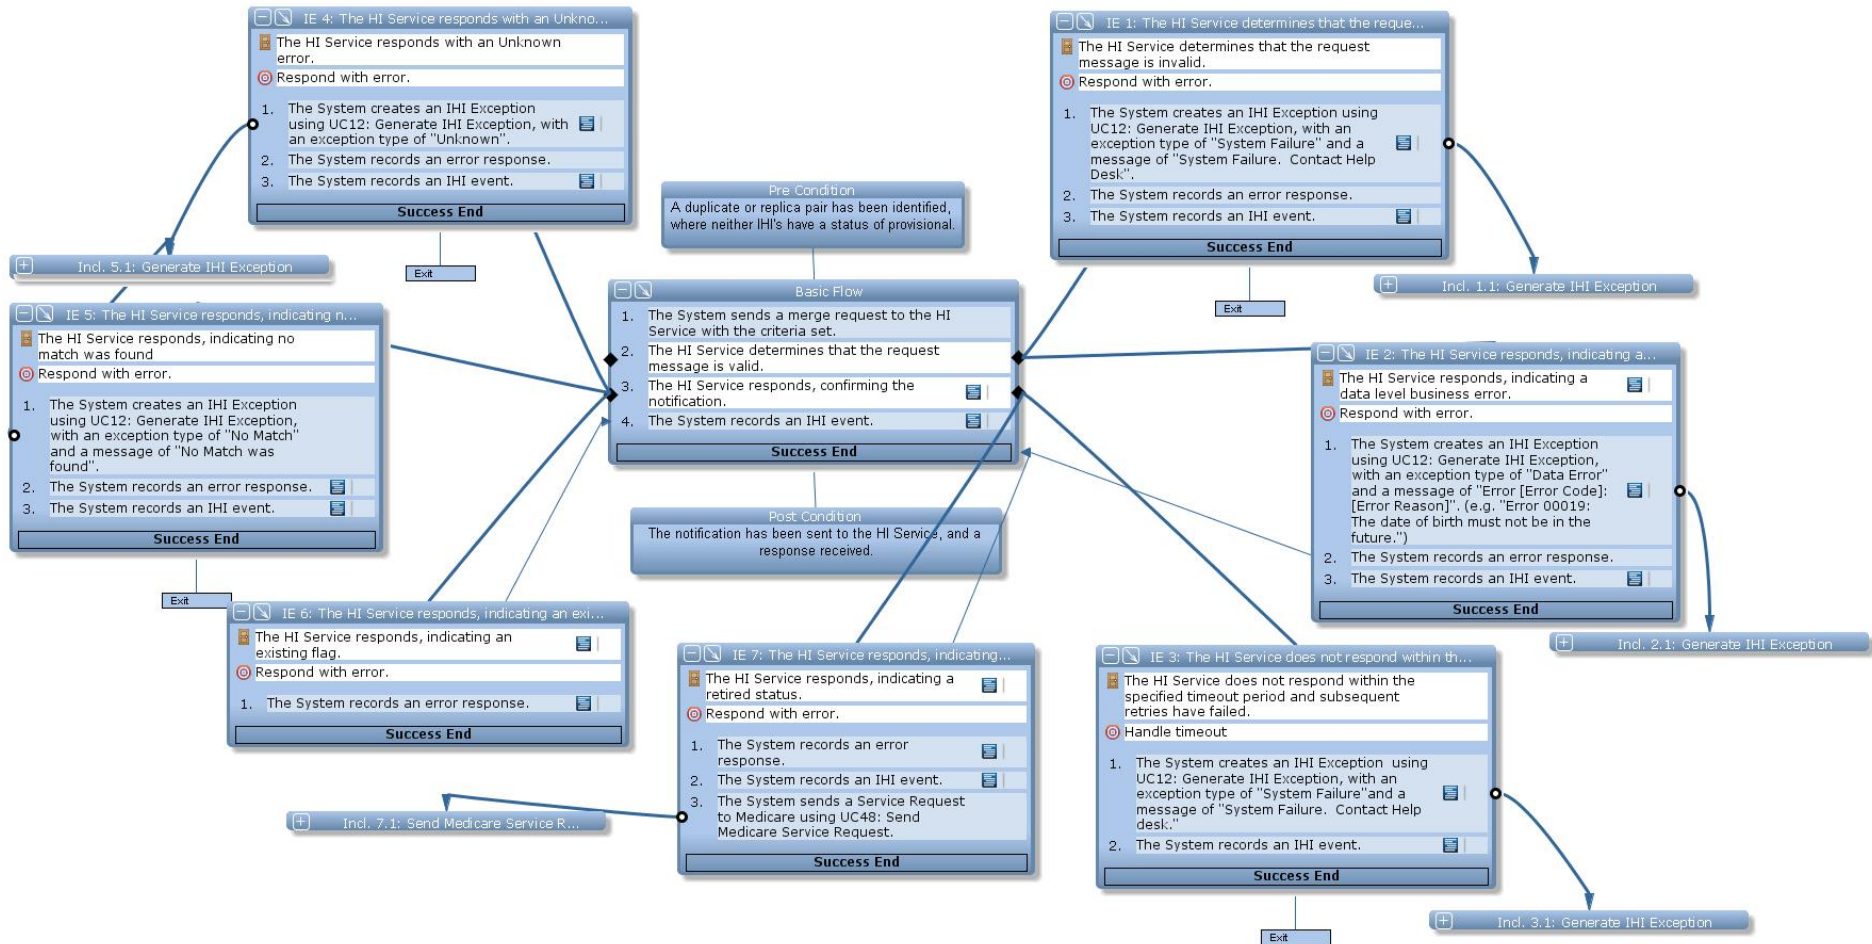 IE 4: The HI Service responds with an Unkno...
The HI Service responds with an Unknown
error.
Respond with error.
1. The System creates an IHI Exception
using UC12: Generate IHI Exception, with
an exception type of "Unknown".
2. The System records an error response.
3. The System records an IHI event.
Success End
Exit
IE 1: The HI Service determines that the reque...
The HI Service determines that the request
message is invalid.
Respond with error.
1. The System creates an IHI Exception using
UC12: Generate IHI Exception, with an
exception type of "System Failure" and a
message of "System Failure. Contact Help
Desk".
2. The System records an error response.
3. The System records an IHI event.
Success End
Exit
Incl. 1.1: Generate IHI Exception
Pre Condition
A duplicate or replica pair has been identified,
where neither IHI's have a status of provisional.
Incl. 5.1: Generate IHI Exception
Basic Flow
1. The System sends a merge request to the HI
Service with the criteria set.
2. The HI Service determines that the request
message is valid.
3. The HI Service responds, confirming the
notification.
4. The System records an IHI event.
Success End
Post Condition
The notification has been sent to the HI Service, and a
response received.
IE 5: The HI Service responds, indicating n...
The HI Service responds, indicating no
match was found
Respond with error.
1. The System creates an IHI Exception
using UC12: Generate IHI Exception,
with an exception type of "No Match"
and a message of "No Match was
found".
2. The System records an error response.
3. The System records an IHI event.
Success End
Exit
IE 2: The HI Service responds, indicating a...
The HI Service responds, indicating a
data level business error.
Respond with error.
1. The System creates an IHI Exception
using UC12: Generate IHI Exception,
with an exception type of "Data Error"
and a message of "Error [Error Code]:
[Error Reason]". (e.g. "Error 00019:
The date of birth must not be in the
future.")
2. The System records an error response.
3. The System records an IHI event.
Success End
Incl. 2.1: Generate IHI Exception
IE 6: The HI Service responds, indicating an exi...
The HI Service responds, indicating an
existing flag.
Respond with error.
1. The System records an error response.
Success End
IE 7: The HI Service responds, indicating...
The HI Service responds, indicating a
retired status.
Respond with error.
1. The System records an error
response.
2. The System records an IHI event.
3. The System sends a Service Request
to Medicare using UC48: Send
Medicare Service Request.
Success End
Incl. 7.1: Send Medicare Service R...
IE 3: The HI Service does not respond within th...
The HI Service does not respond within the
specified timeout period and subsequent
retries have failed.
Handle timeout
1. The System creates an IHI Exception using
UC12: Generate IHI Exception, with an
exception type of "System Failure"and a
message of "System Failure. Contact Help
desk."
2. The System records an IHI event.
Success End
Exit
Incl. 3.1: Generate IHI Exception